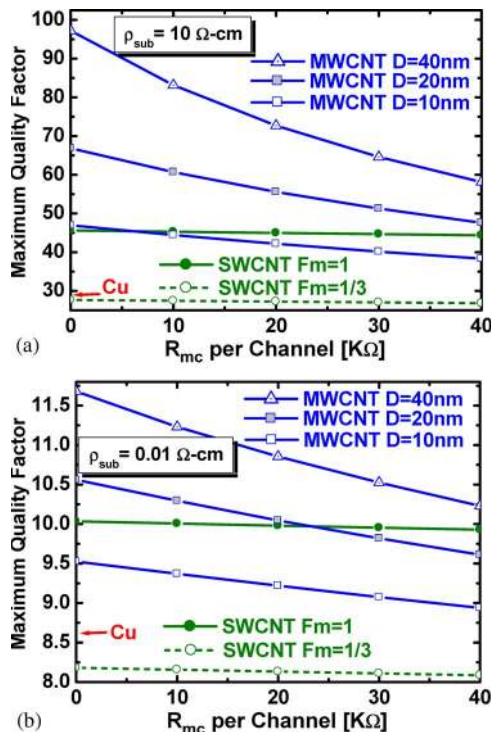 100
90
80
70
60
50
40
30
Maximum Quality Factor
ρsub= 10 Ω-cm
MWCNT D=40nm
MWCNT D=20nm
MWCNT D=10nm
SWCNT Fm=1
SWCNT Fm=1/3
Cu
0 10 20 30 40
(a)
Rmc per Channel [KΩ]
11.5
11.0
10.5
10.0
9.5
9.0
8.5
8.0
Maximum Quality Factor
MWCNT D=40nm
MWCNT D=20nm
MWCNT D=10nm
ρsub= 0.01 Ω-cm
SWCNT Fm=1
Cu
SWCNT Fm=1/3
0 10 20 30 40
(b)
Rmc per Channel [KΩ]